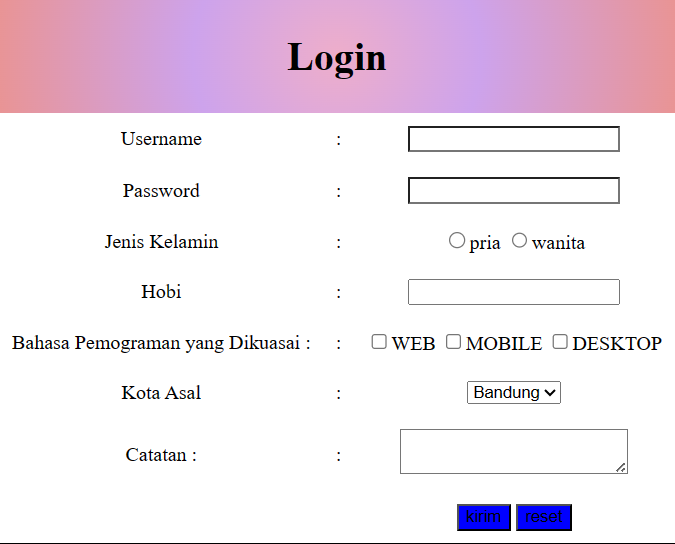 Login
Username :
Password :
Jenis Kelamin : pria wanita
Hobi :
Bahasa Pemograman yang Dikuasai : : WEB MOBILE DESKTOP
Kota Asal : Bandung
Catatan : :
kirim reset